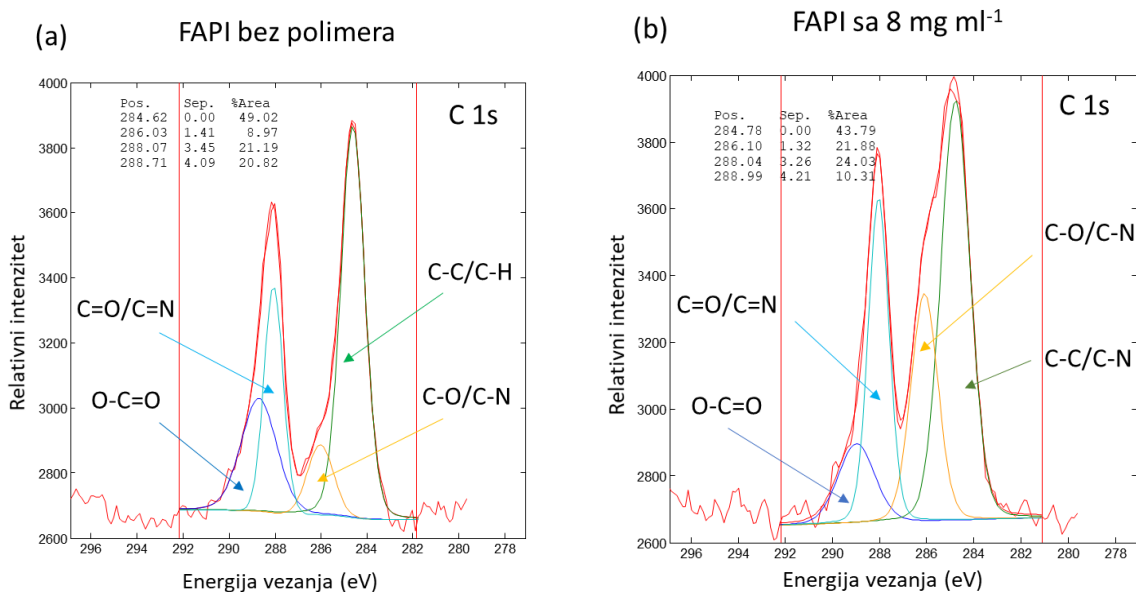 (a)
FAPI bez polimera
C 1s
Pos. Sep. %Area
284.62 0.00 49.02
286.03 1.41 8.97
288.07 3.45 21.19
288.71 4.09 20.82
4000
3800
3600
3400
3200
3000
2800
2600
Relativni intenzitet
C=O/C=N
O-C=O
C-C/C-H
C-O/C-N
296 294 292 290 288 286 284 282 280 278
Energija vezanja (eV)
(b)
FAPI sa 8 mg ml-1
C 1s
Pos. Sep. %Area
284.78 0.00 43.79
286.10 1.32 21.88
288.04 3.26 24.03
288.99 4.21 10.31
4000
3800
3600
3400
3200
3000
2800
2600
Relativni intenzitet
C-O/C-N
C=O/C=N
C-C/C-N
O-C=O
296 294 292 290 288 286 284 282 280 278
Energija vezanja (eV)